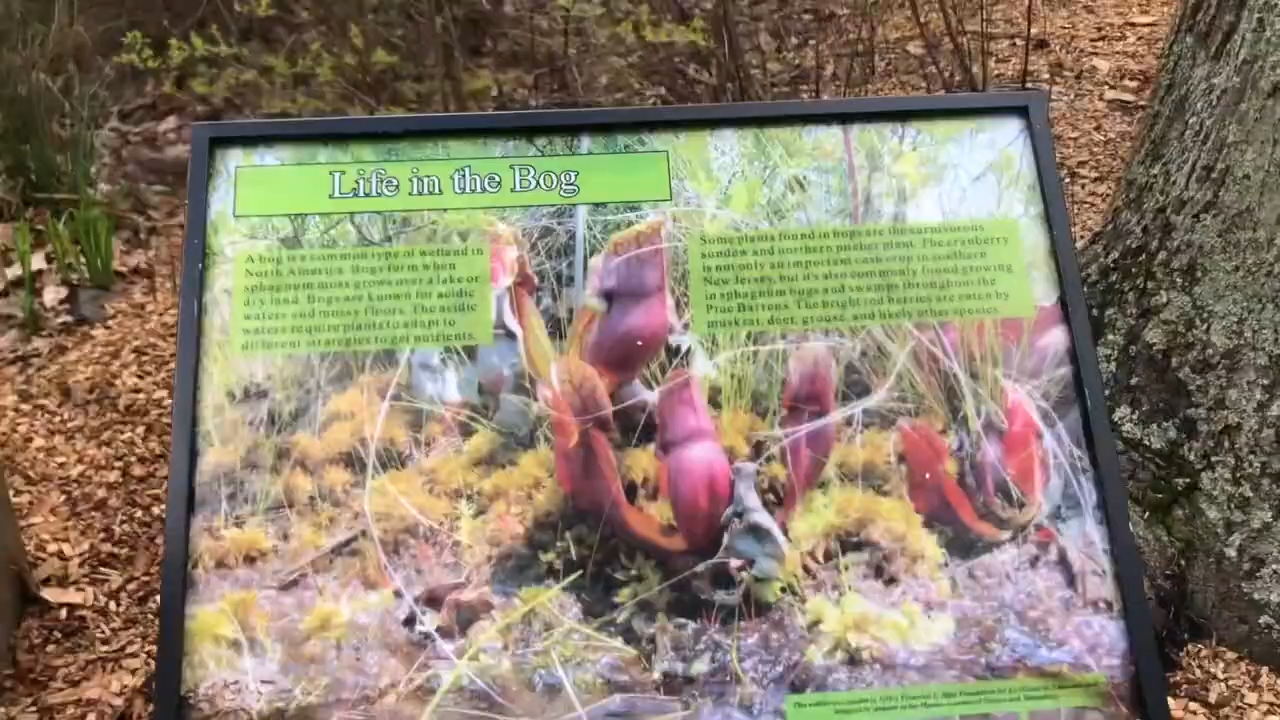 Life in the Bog
A bog is a common type of wetland in
North America. Bogs form when
sphagnum moss grows over a lake or
dry land. Bogs are known for acidic
waters and mossy floors. The acidic
waters require plants to adapt to
different strategies to get nutrients.
Some plants found in bogs are the carnivorous
sundew and northern pitcher plant. The cranberry
is not only an important cash crop in southern
New Jersey, but it's also commonly found growing
in sphagnum bogs and swamps throughout the
Pine Barrens. The bright red berries are eaten by
muskrat, deer, grouse, and likely other species.